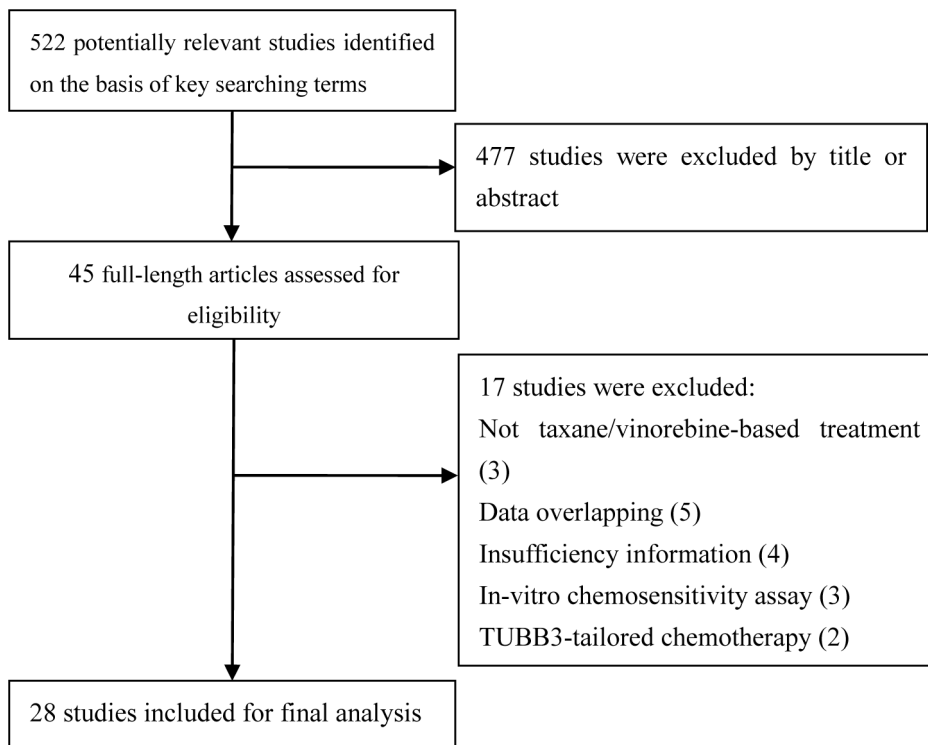 522 potentially relevant studies identified
on the basis of key searching terms
477 studies were excluded by title or
abstract
45 full-length articles assessed for
eligibility
17 studies were excluded:
Not taxane/vinorebine-based treatment
(3)
Data overlapping (5)
Insufficiency information (4)
In-vitro chemosensitivity assay (3)
TUBB3-tailored chemotherapy (2)
28 studies included for final analysis